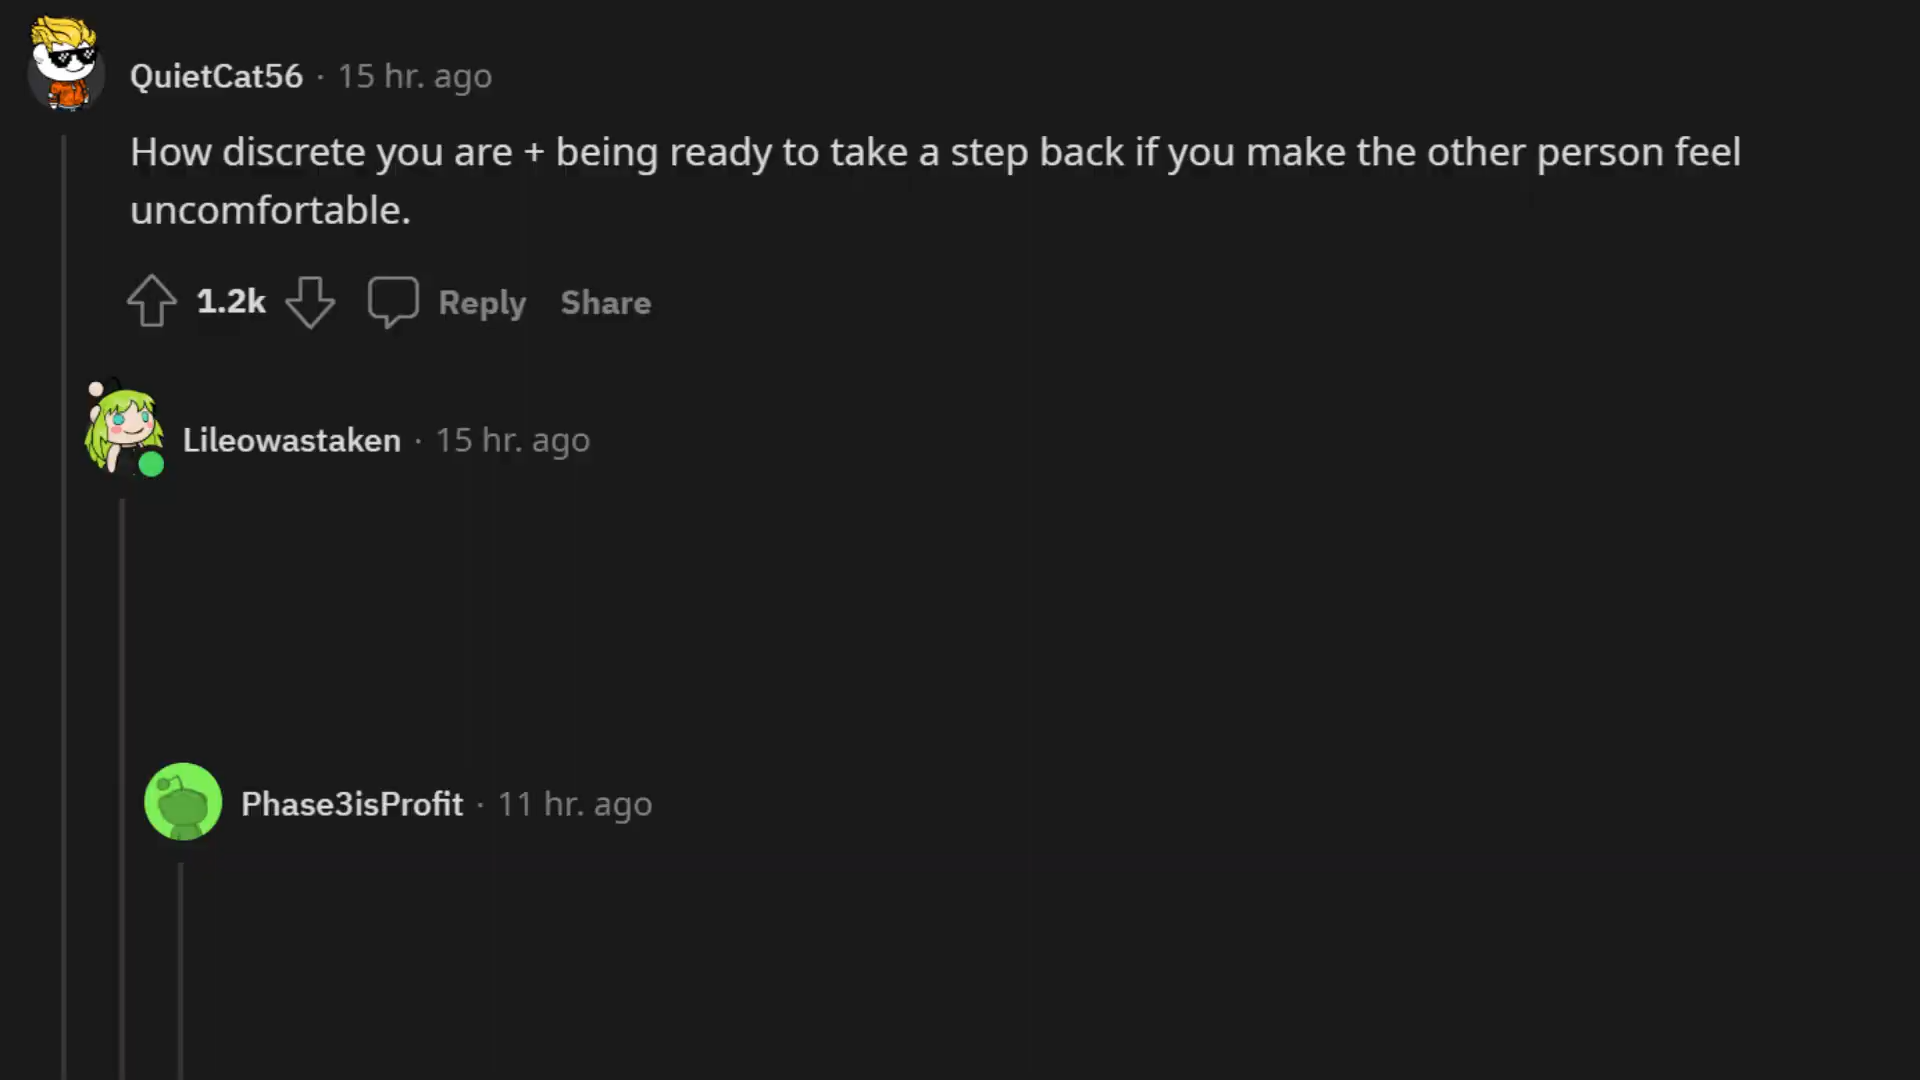 QuietCat56 · 15 hr. ago
How discrete you are + being ready to take a step back if you make the other person feel
uncomfortable.
1.2k Reply Share
Lileowastaken · 15 hr. ago
Phase3isProfit · 11 hr. ago